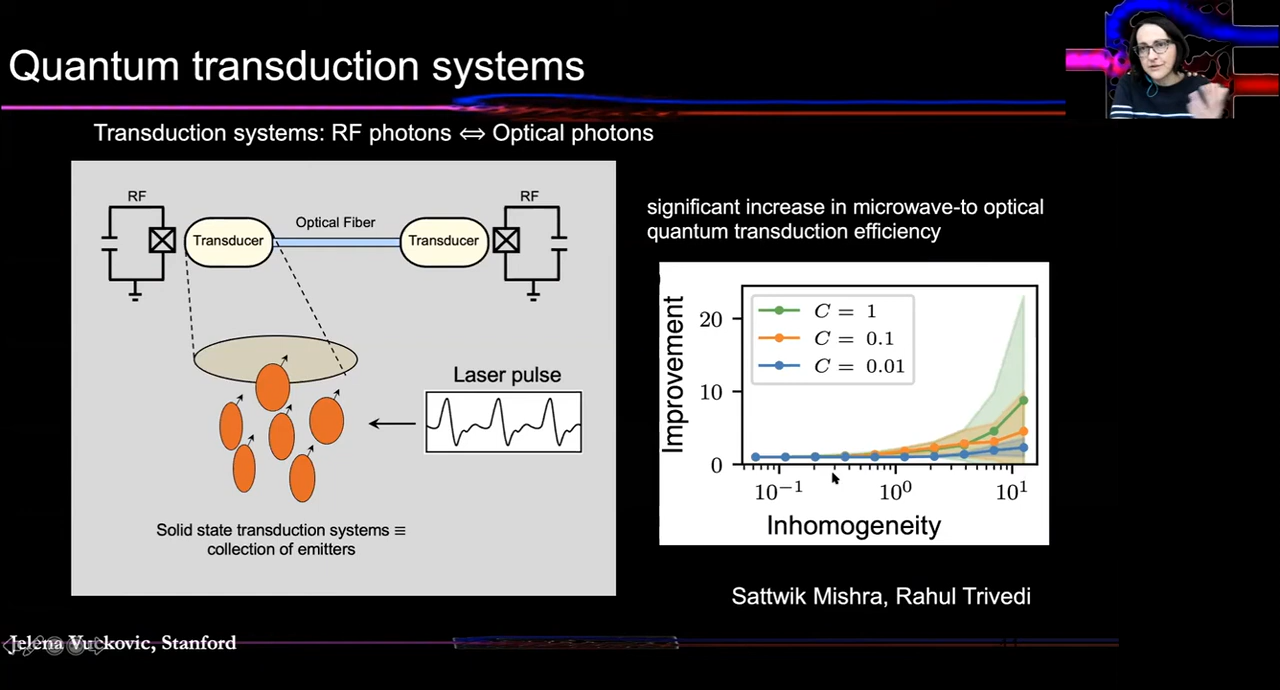 Quantum transduction systems
Transduction systems: RF photons ⇔ Optical photons
RF
RF
Optical Fiber
Transducer
Transducer
Laser pulse
Solid state transduction systems ≡
collection of emitters
significant increase in microwave-to optical
quantum transduction efficiency
Improvement
20
10
0
C = 1
C = 0.1
C = 0.01
10⁻¹
10⁰
10¹
Inhomogeneity
Sattwik Mishra, Rahul Trivedi
Jelena Vuckovic, Stanford